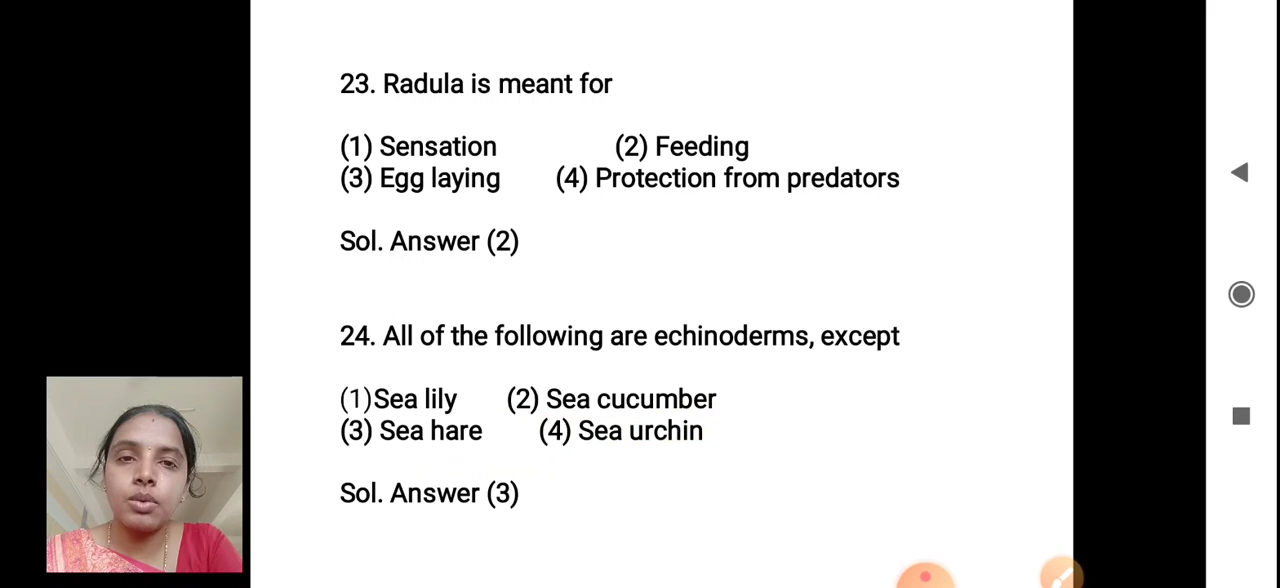 23. Radula is meant for
(1) Sensation (2) Feeding
(3) Egg laying (4) Protection from predators
Sol. Answer (2)
24. All of the following are echinoderms, except
(1)Sea lily (2) Sea cucumber
(3) Sea hare (4) Sea urchin
Sol. Answer (3)